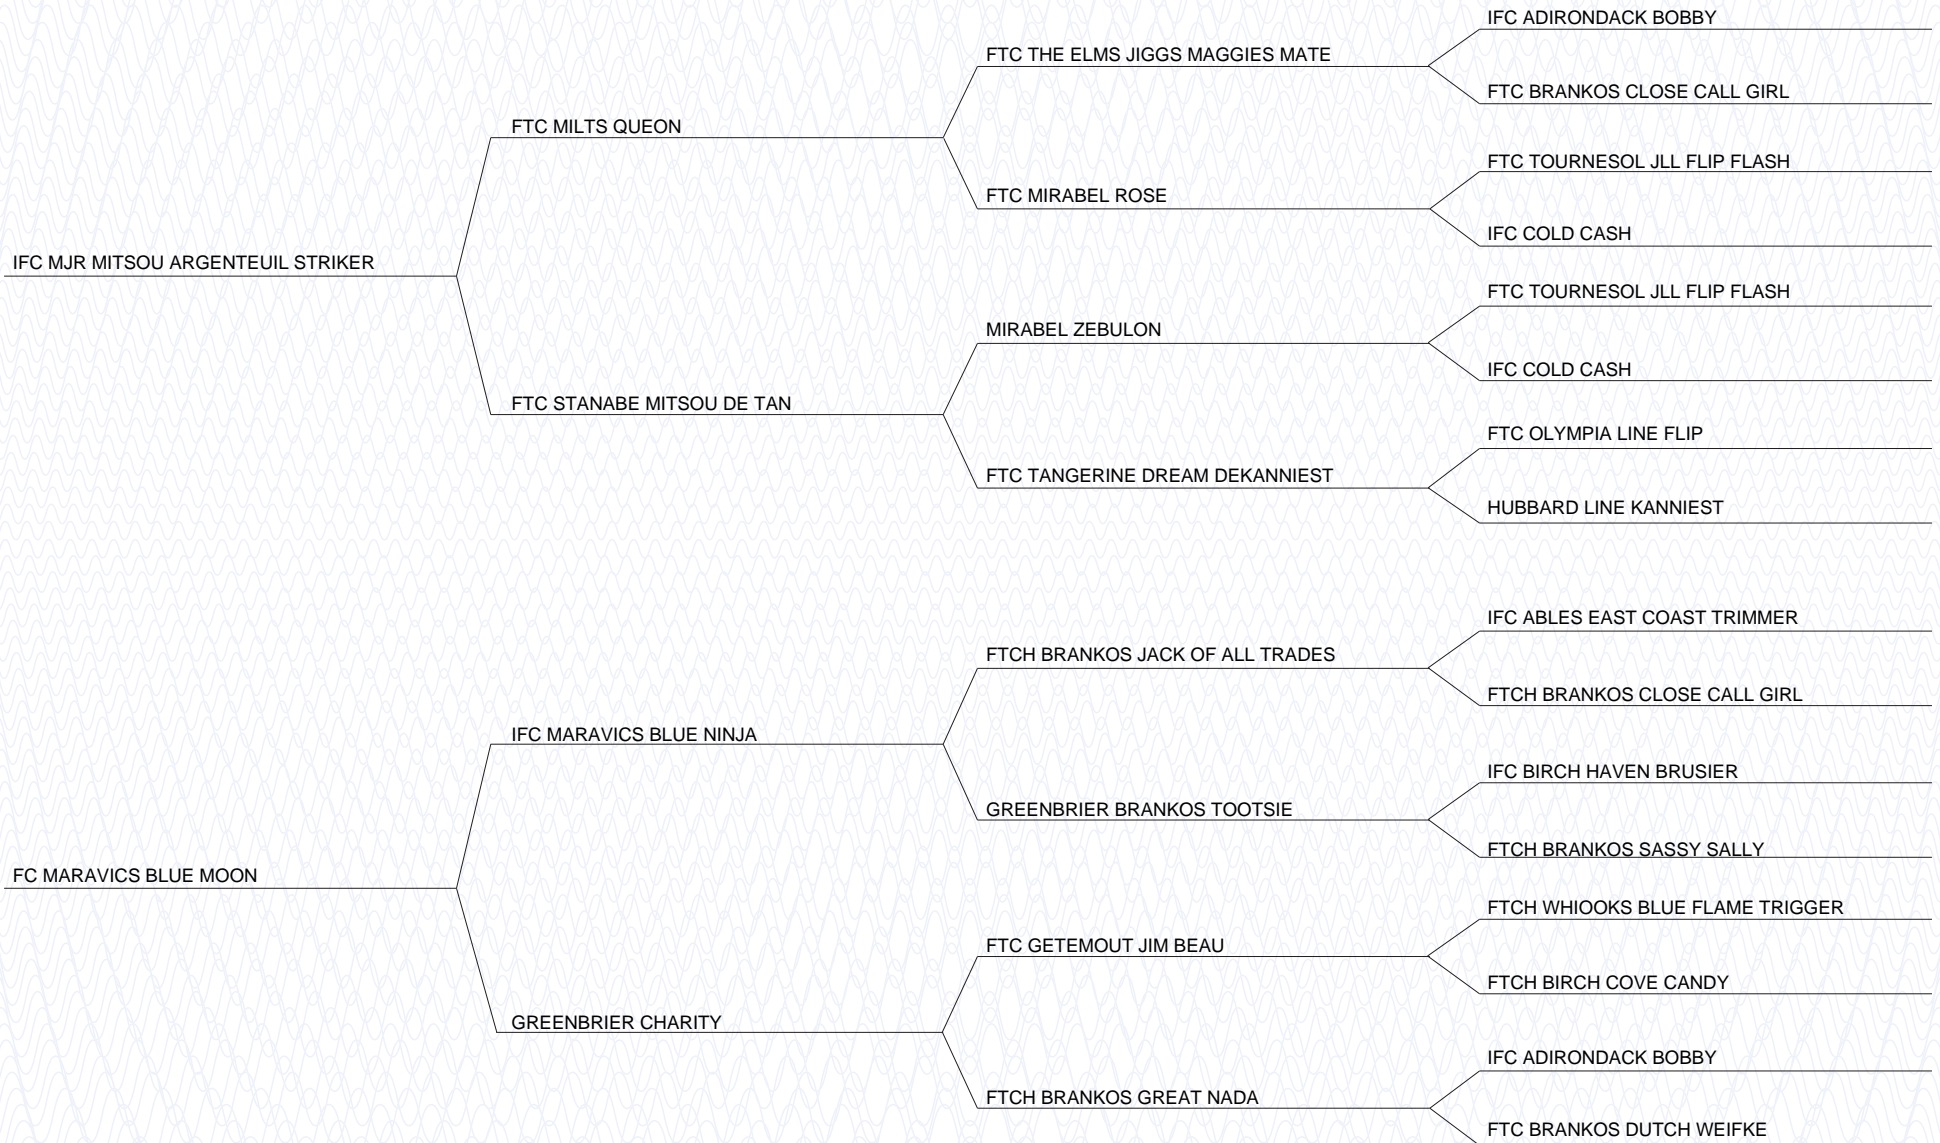 IFC ADIRONDACK BOBBY
FTC THE ELMS JIGGS MAGGIES MATE
FTC BRANKOS CLOSE CALL GIRL
FTC MILTS QUEON
FTC TOURNESOL JLL FLIP FLASH
FTC MIRABEL ROSE
IFC COLD CASH
IFC MJR MITSOU ARGENTEUIL STRIKER
FTC TOURNESOL JLL FLIP FLASH
MIRABEL ZEBULON
IFC COLD CASH
FTC STANABE MITSOU DE TAN
FTC OLYMPIA LINE FLIP
FTC TANGERINE DREAM DEKANNIEST
HUBBARD LINE KANNIEST
IFC ABLES EAST COAST TRIMMER
FTCH BRANKOS JACK OF ALL TRADES
FTCH BRANKOS CLOSE CALL GIRL
IFC MARAVICS BLUE NINJA
IFC BIRCH HAVEN BRUSIER
GREENBRIER BRANKOS TOOTSIE
FTCH BRANKOS SASSY SALLY
FC MARAVICS BLUE MOON
FTCH WHIOOKS BLUE FLAME TRIGGER
FTC GETEMOUT JIM BEAU
FTCH BIRCH COVE CANDY
GREENBRIER CHARITY
IFC ADIRONDACK BOBBY
FTCH BRANKOS GREAT NADA
FTC BRANKOS DUTCH WEIFKE